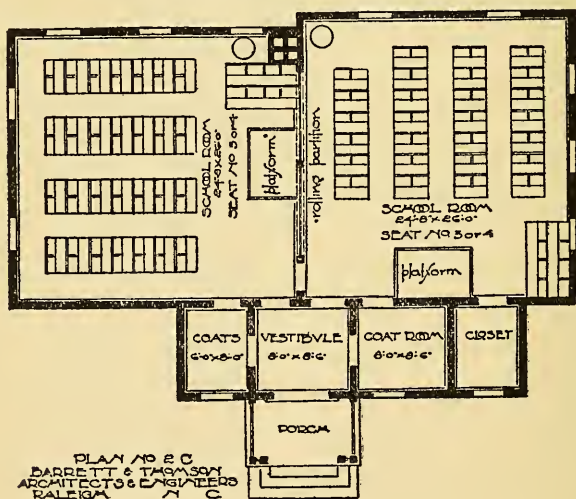 SCHOOL ROOM
24'-8"X26'-0"
SEAT NO 3 or 4
platform
rolling partition
SCHOOL ROOM
24'-8"X26'-0"
SEAT NO 3 or 4
platform
COATS
6'-0"X8'-0"
VESTIBULE
8'-0"X8'-6"
COAT ROOM
8'-0"X8'-6"
CLOSET
PORCH
PLAN NO 2 C
BARRETT & THOMSON
ARCHITECTS & ENGINEERS
RALEIGH N C